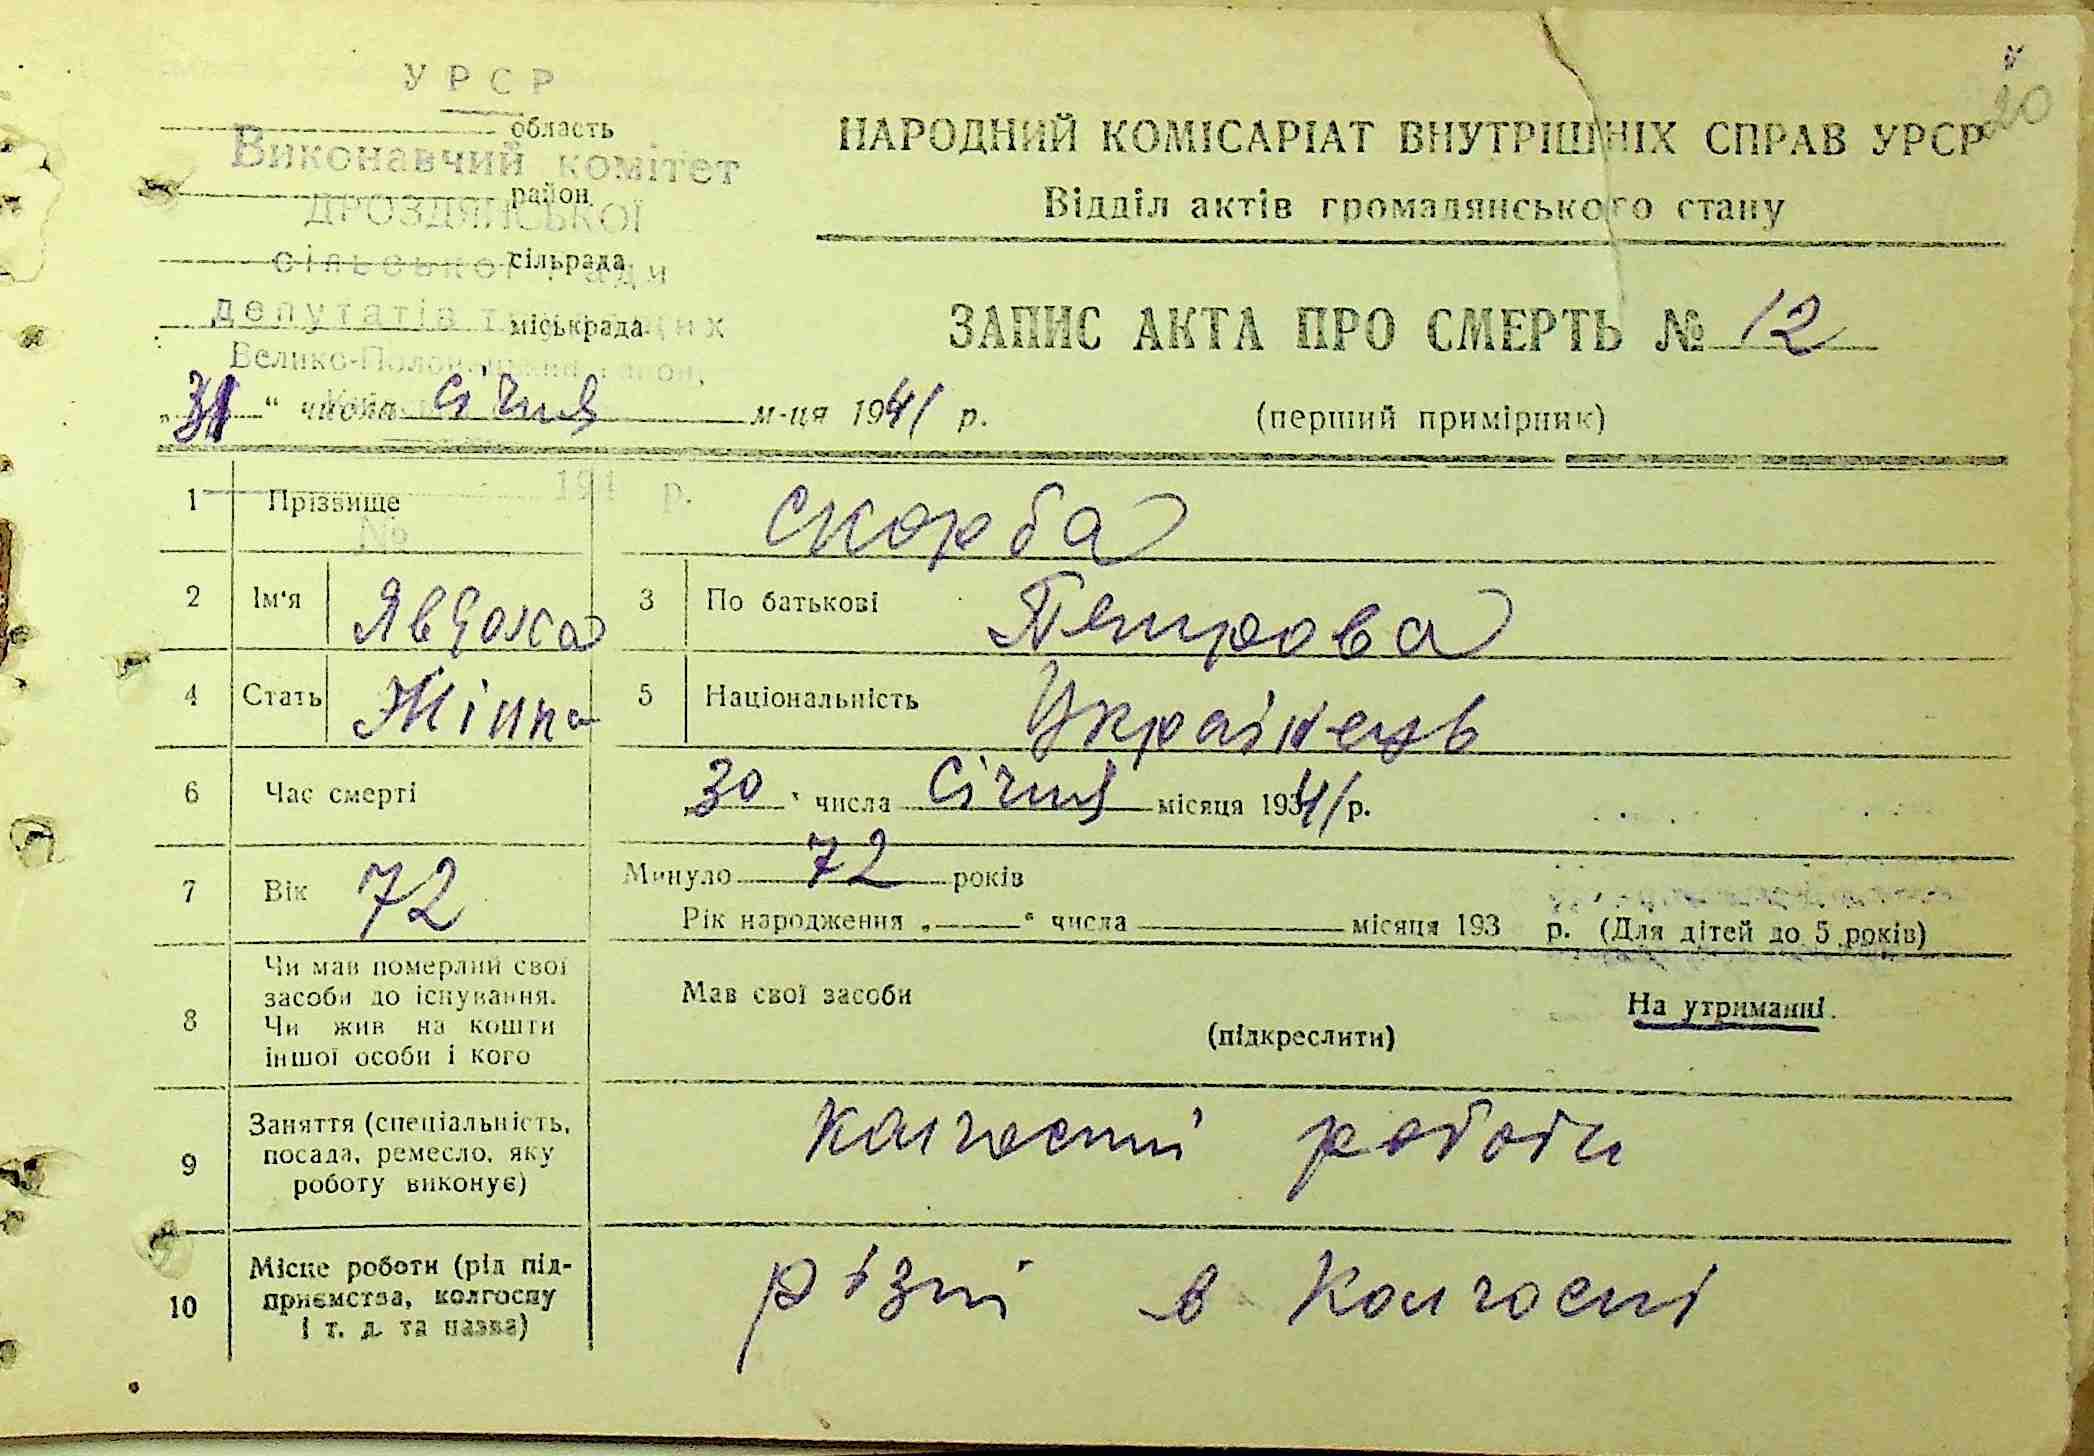 20
УРСР
область
Виконавчий комітет
район
ДРОЗДЯНСЬКОЇ
сільської ради
сільрада
депутатів
міськрада
Велико-Половецький район,
НАРОДНИЙ КОМІСАРІАТ ВНУТРІШНІХ СПРАВ УРСР
Відділ актів громадянського стану
ЗАПИС АКТА ПРО СМЕРТЬ № 12
(перший примірник)
„31“ числа січня м-ця 1941 р.
194 р.
№
1 Прізвище Скорба
2 Ім'я Явдоха 3 По батькові Петрова
4 Стать Жінка 5 Національність Українець
6 Час смерті 30 числа Січня місяця 1941 р.
7 Вік 72 Минуло 72 років
Рік народження „ “ числа місяця 193 р. (Для дітей до 5 років)
8 Чи мав померлий свої
засоби до існування.
Чи жив на кошти
іншої особи і кого
Мав свої засоби
(підкреслити)
На утриманні.
9 Заняття (спеціальність,
посада, ремесло, яку
роботу виконує)
колгоспні роботи
10 Місце роботи (рід під-
приємства, колгоспу
і т. д. та назва)
різні в колгоспі